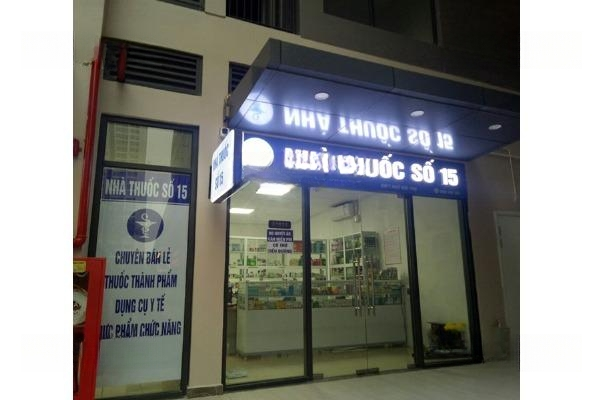 NHÀ THUỐC SỐ 15
NHÀ THUỐC
SỐ 15
NHÀ THUỐC SỐ 15
CHUYÊN BÁN LẺ
THUỐC THÀNH PHẨM
DỤNG CỤ Y TẾ
THỰC PHẨM CHỨC NĂNG